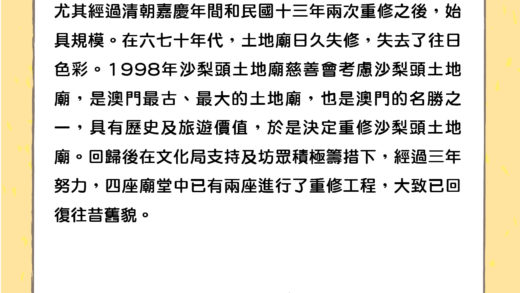 尤其經過清朝嘉慶年間和民國十三年兩次重修之後，始
具規模。在六七十年代，土地廟日久失修，失去了往日
色彩。1998年沙梨頭土地廟慈善會考慮沙梨頭土地
廟，是澳門最古、最大的土地廟，也是澳門的名勝之
一，具有歷史及旅遊價值，於是決定重修沙梨頭土地
廟。回歸後在文化局支持及坊眾積極籌措下，經過三年
努力，四座廟堂中已有兩座進行了重修工程，大致已回
復往昔舊貌。